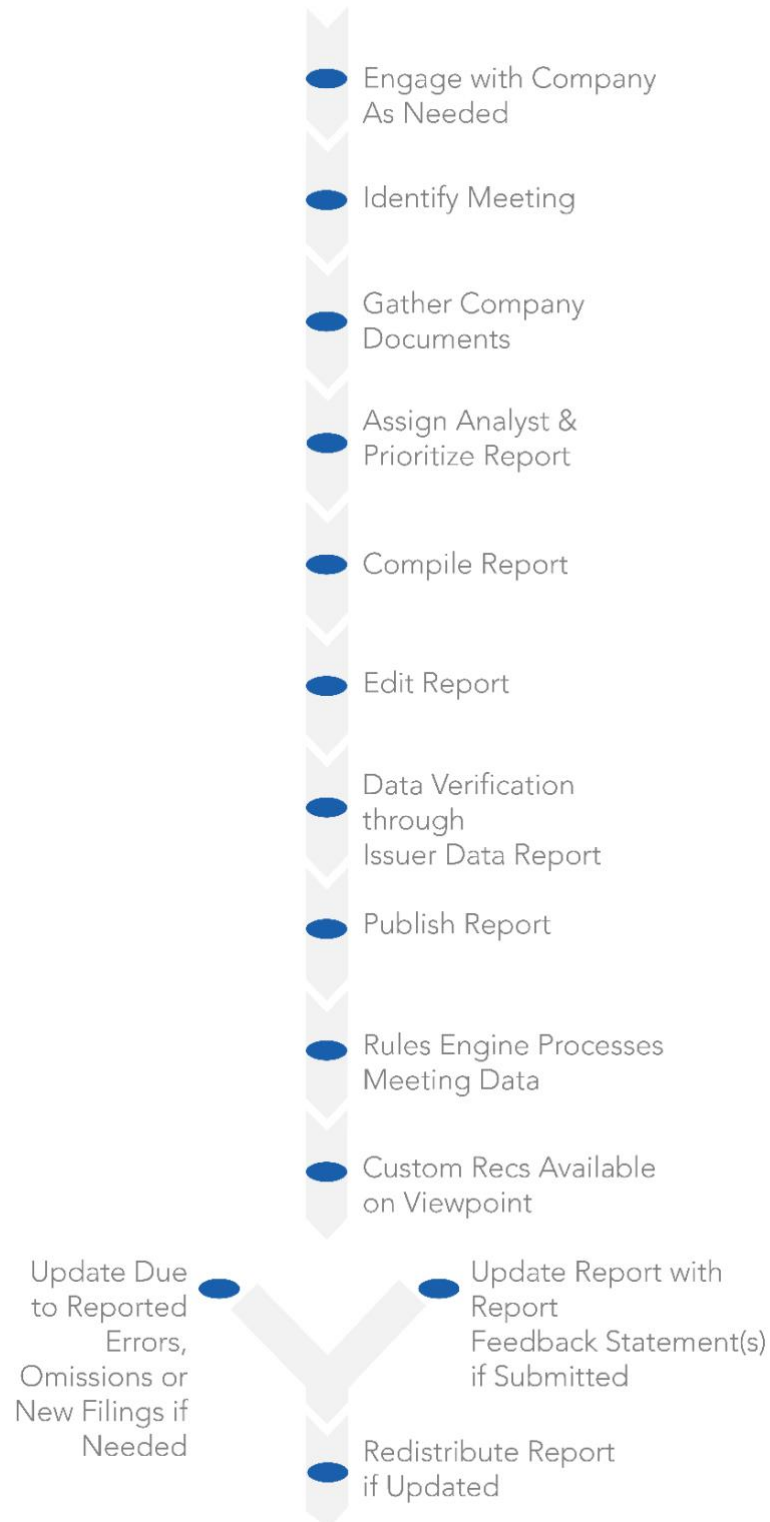 Engage with Company
As Needed
Identify Meeting
Gather Company
Documents
Assign Analyst &
Prioritize Report
Compile Report
Edit Report
Data Verification
through
Issuer Data Report
Publish Report
Rules Engine Processes
Meeting Data
Custom Recs Available
on Viewpoint
Update Due
to Reported
Errors,
Omissions or
New Filings if
Needed
Update Report with
Report
Feedback Statement(s)
if Submitted
Redistribute Report
if Updated